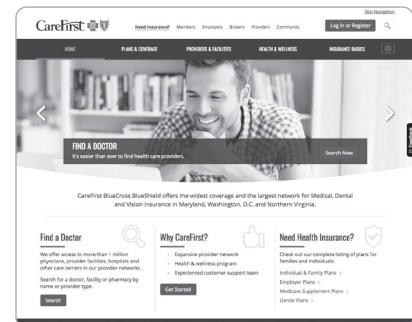 Skip Navigation
CareFirst
Need Insurance? Members Employers Brokers Providers Community Log In or Register
HOME PLANS & COVERAGE PROVIDERS & FACILITIES HEALTH & WELLNESS INSURANCE BASICS
FIND A DOCTOR
It's easier than ever to find health care providers.
Search Now
Feedback
CareFirst BlueCross BlueShield offers the widest coverage and the largest network for Medical, Dental
and Vision insurance in Maryland, Washington, D.C. and Northern Virginia.
Find a Doctor
We offer access to more than 1 million
physicians, provider facilities, hospitals and
other care centers in our provider networks.
Search for a doctor, facility or pharmacy by
name or provider type.
Search
Why CareFirst?
Expansive provider network
Health & wellness program
Experienced customer support team
Get Started
Need Health Insurance?
Check out our complete listing of plans for
families and individuals:
Individual & Family Plans >
Employer Plans >
Medicare Supplement Plans >
Dental Plans >